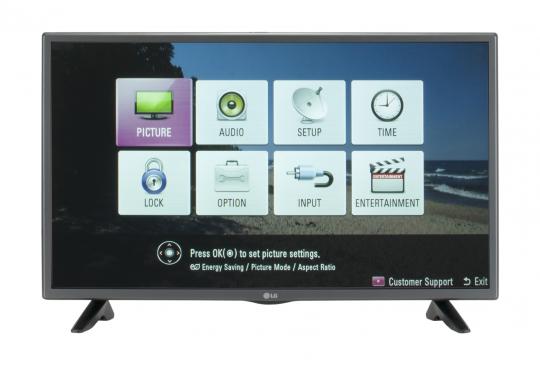 PICTURE
AUDIO
SETUP
TIME
LOCK
OPTION
INPUT
ENTERTAINMENT
ENTERTAINMENT
Press OK(◉) to set picture settings.
Energy Saving / Picture Mode / Aspect Ratio
Customer Support
Exit
LG